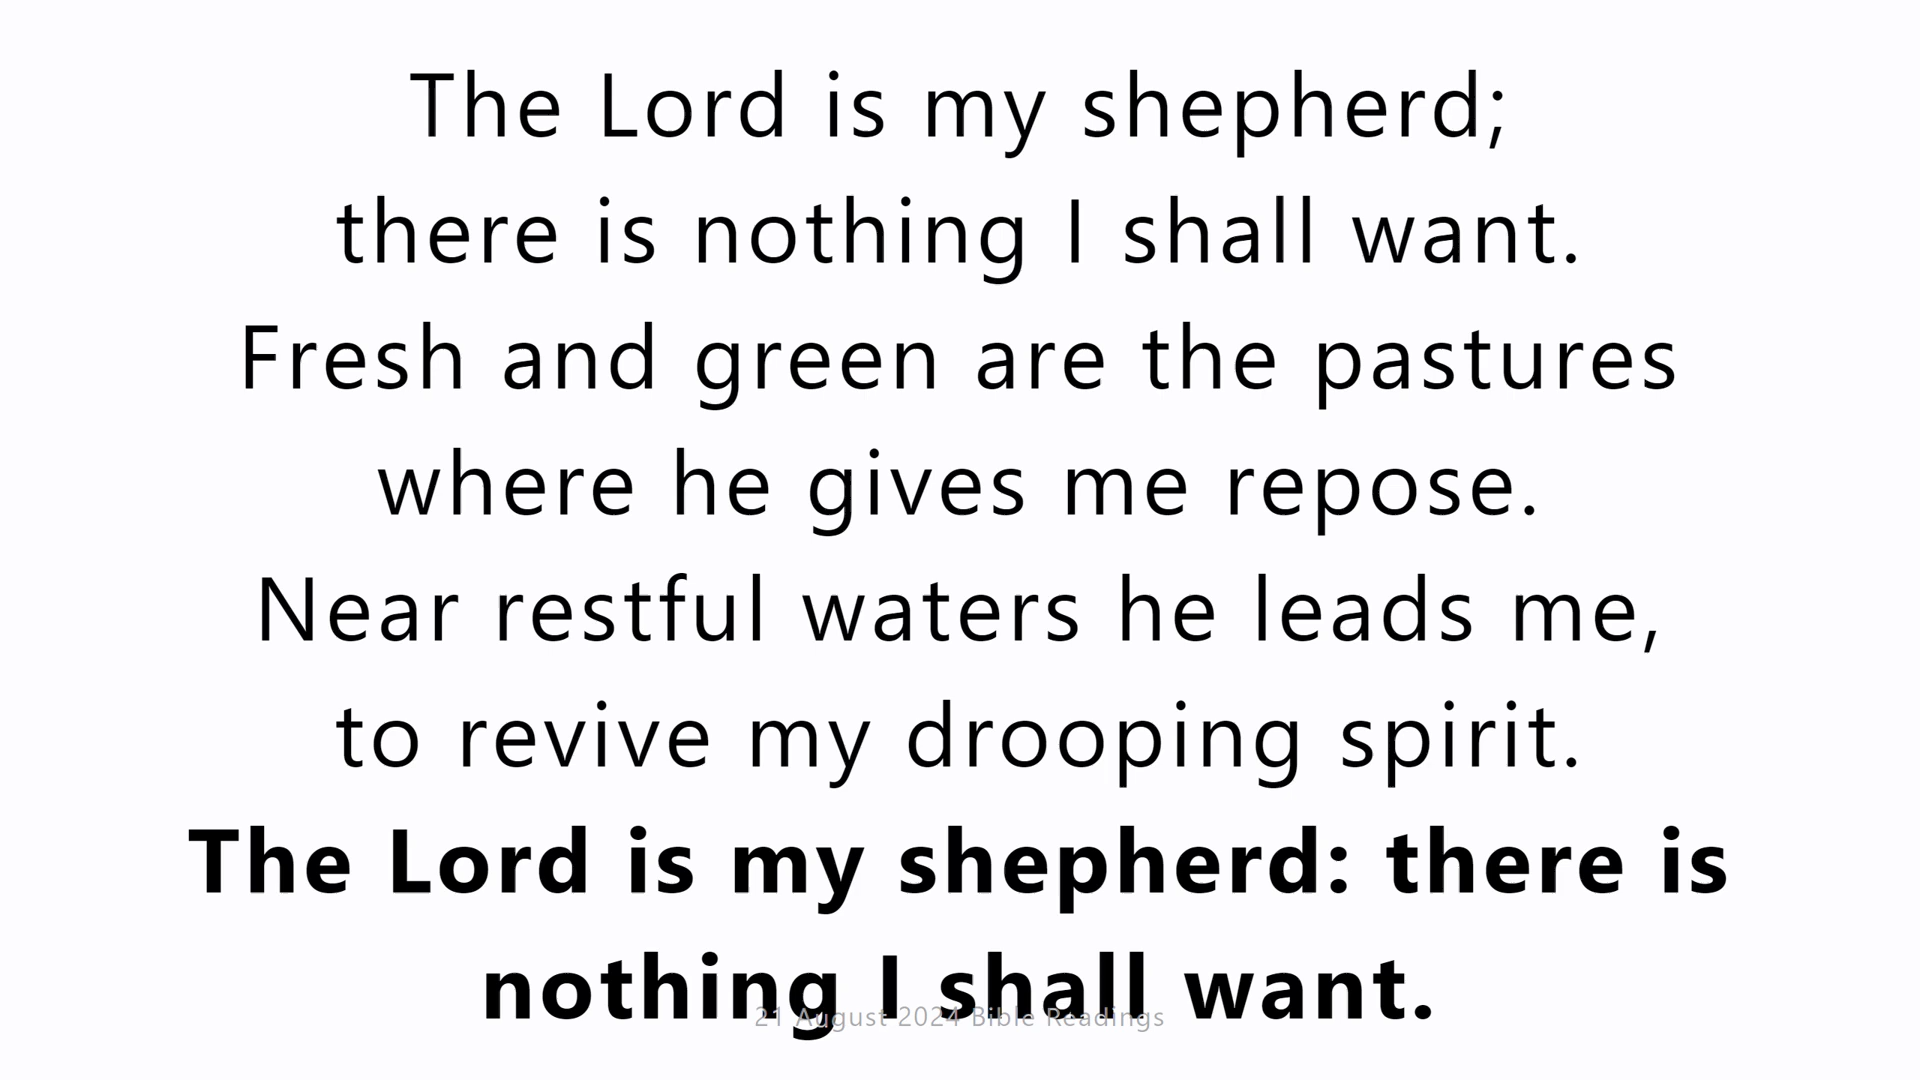 The Lord is my shepherd;
there is nothing I shall want.
Fresh and green are the pastures
where he gives me repose.
Near restful waters he leads me,
to revive my drooping spirit.
The Lord is my shepherd: there is
nothing I shall want.
21 August 2024 Bible Readings